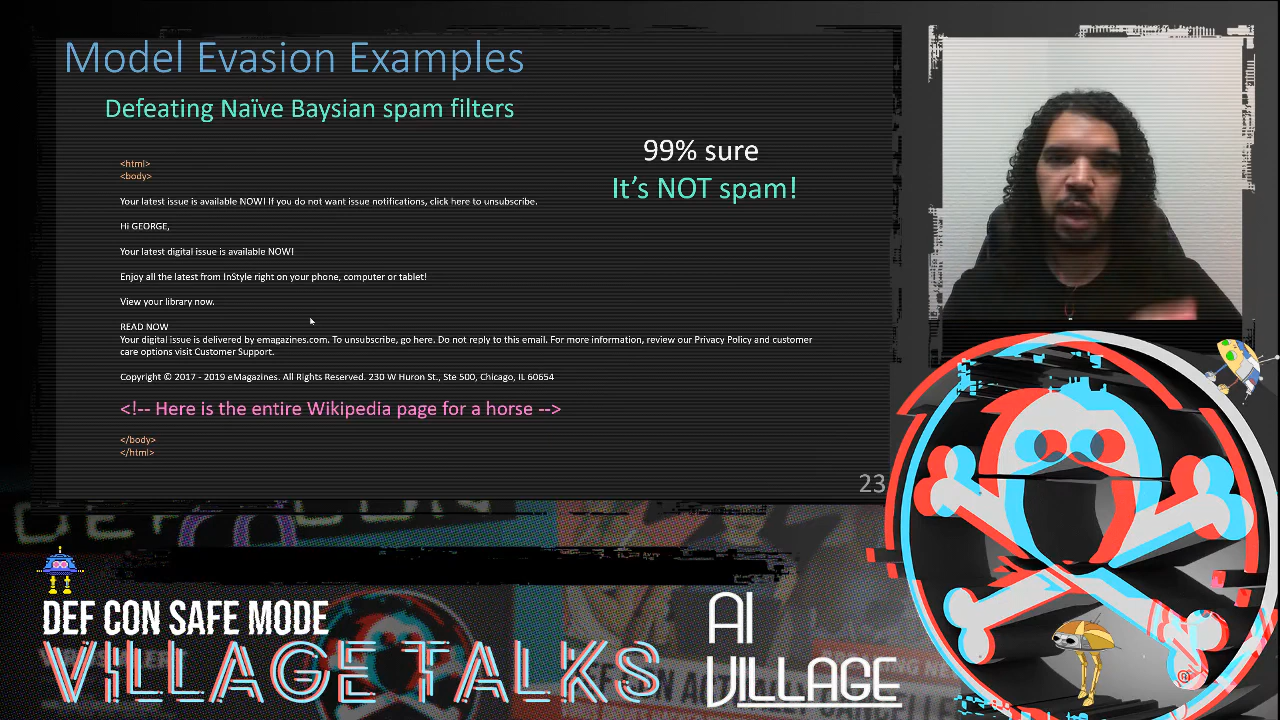 Model Evasion Examples
Defeating Naïve Baysian spam filters
99% sure
It's NOT spam!
<html>
<body>
Your latest issue is available NOW! If you do not want issue notifications, click here to unsubscribe.
Hi GEORGE,
Your latest digital issue is available NOW!
Enjoy all the latest from InStyle right on your phone, computer or tablet!
View your library now.
READ NOW
Your digital issue is delivered by emagazines.com. To unsubscribe, go here. Do not reply to this email. For more information, review our Privacy Policy and customer
care options visit Customer Support.
Copyright © 2017 - 2019 eMagazines. All Rights Reserved. 230 W Huron St., Ste 500, Chicago, IL 60654
<!-- Here is the entire Wikipedia page for a horse -->
</body>
</html>
23
DEF CON
DEF CON SAFE MODE
VILLAGE TALKS
AI
VILLAGE